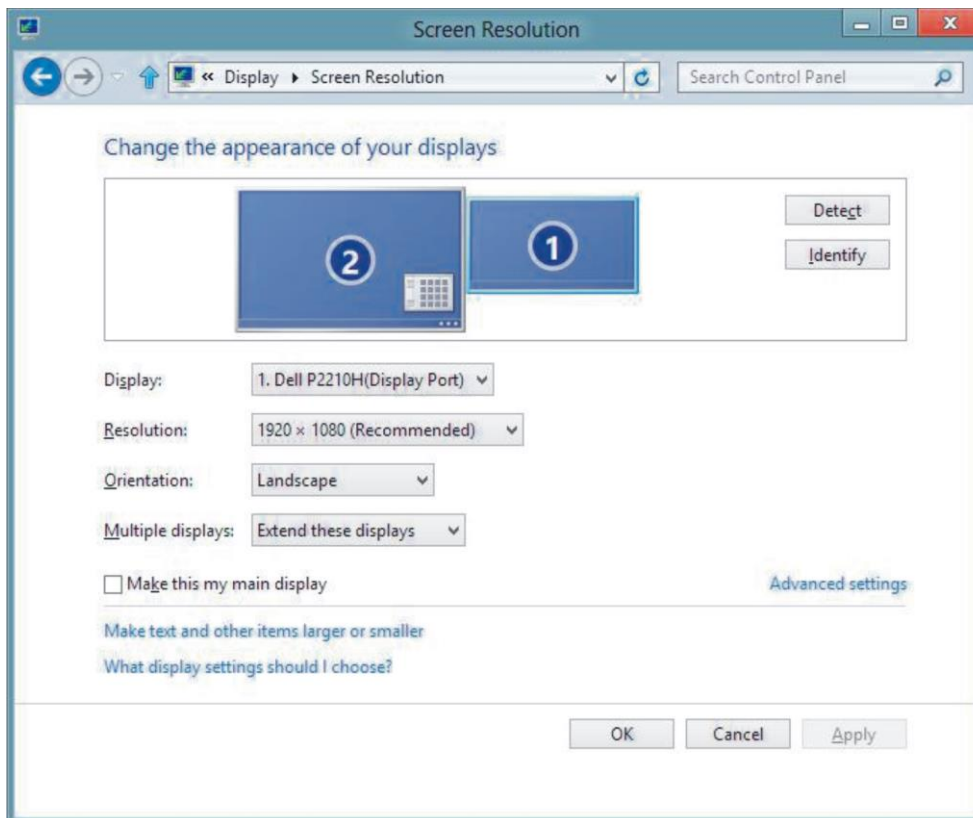 Screen Resolution
« Display ▸ Screen Resolution
Search Control Panel
Change the appearance of your displays
2
1
Detect
Identify
Display: 1. Dell P2210H(Display Port)
Resolution: 1920 × 1080 (Recommended)
Orientation: Landscape
Multiple displays: Extend these displays
Make this my main display
Advanced settings
Make text and other items larger or smaller
What display settings should I choose?
OK Cancel Apply